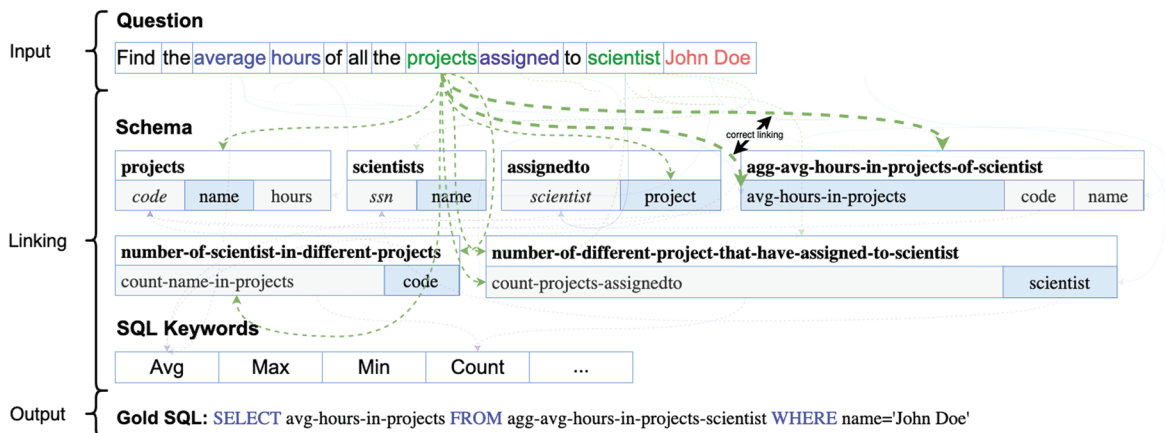 Question
Input
Find the average hours of all the projects assigned to scientist John Doe
correct linking
Schema
projects
code name hours
scientists
ssn name
assignedto
scientist project
agg-avg-hours-in-projects-of-scientist
avg-hours-in-projects code name
Linking
number-of-scientist-in-different-projects
count-name-in-projects code
number-of-different-project-that-have-assigned-to-scientist
count-projects-assignedto scientist
SQL Keywords
Avg Max Min Count ...
Output
Gold SQL: SELECT avg-hours-in-projects FROM agg-avg-hours-in-projects-scientist WHERE name='John Doe'